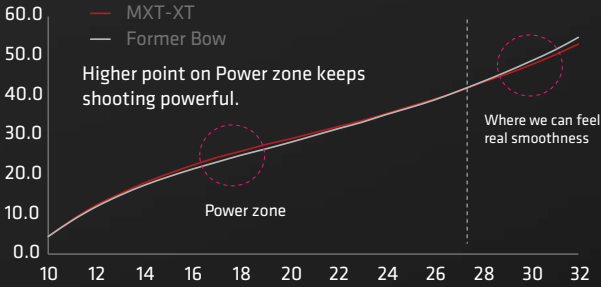 60.0
MXT-XT
Former Bow
50.0
Higher point on Power zone keeps
shooting powerful.
40.0
Where we can feel
real smoothness
30.0
20.0
Power zone
10.0
0.0
10 12 14 16 18 20 22 24 26 28 30 32